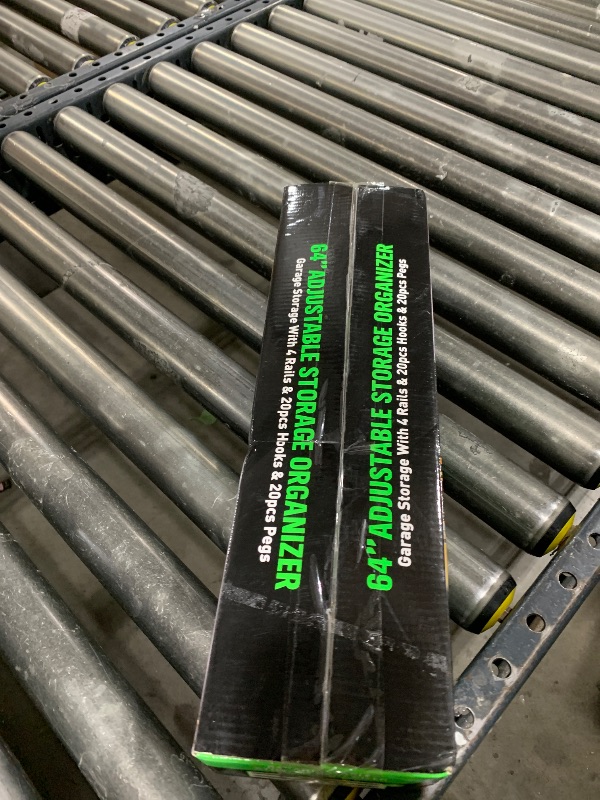 64” ADJUSTABLE STORAGE ORGANIZER
Garage Storage With 4 Rails & 20pcs Hooks & 20pcs Pegs
64” ADJUSTABLE STORAGE ORGANIZER
Garage Storage With 4 Rails & 20pcs Hooks & 20pcs Pegs